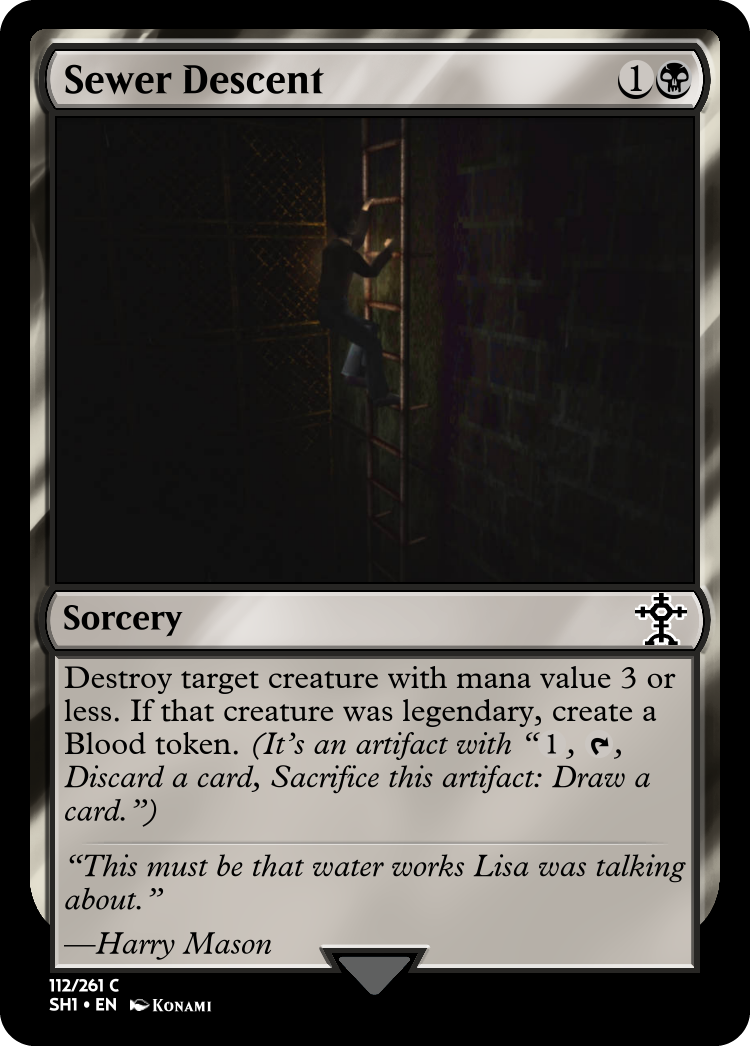 Sewer Descent 1
Sorcery
Destroy target creature with mana value 3 or
less. If that creature was legendary, create a
Blood token. (It's an artifact with “1, ,
Discard a card, Sacrifice this artifact: Draw a
card.”)
“This must be that water works Lisa was talking
about.”
—Harry Mason
112/261 C
SH1 • EN KONAMI